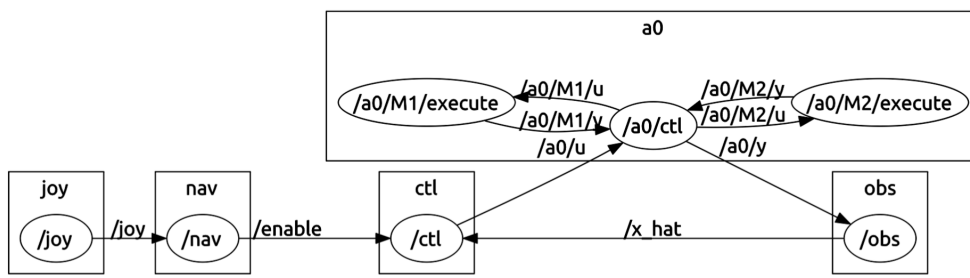 a0
/a0/M1/u
/a0/M2/y
/a0/M1/execute
/a0/M2/execute
/a0/M1/y
/a0/ctl
/a0/M2/u
/a0/u
/a0/y
joy
nav
ctl
obs
/joy
/joy
/nav
/enable
/ctl
/x_hat
/obs